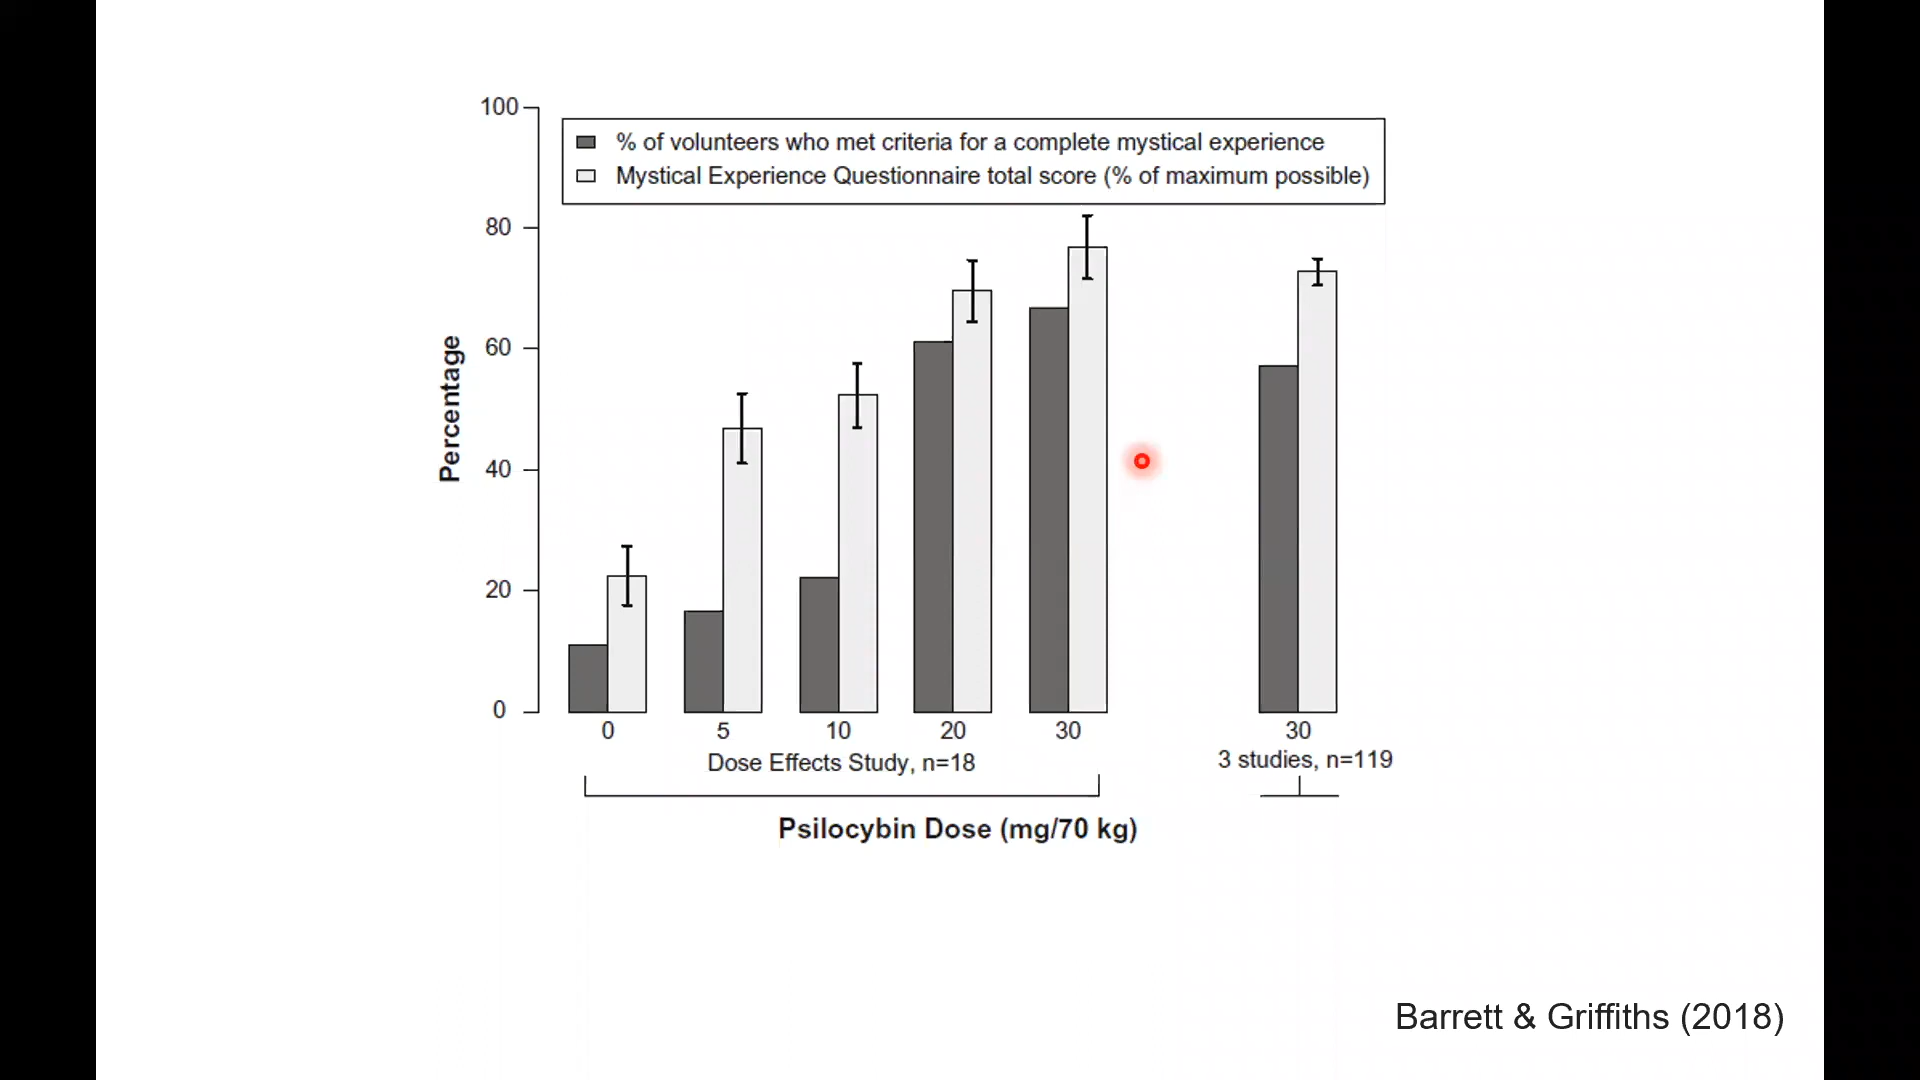 100
% of volunteers who met criteria for a complete mystical experience
Mystical Experience Questionnaire total score (% of maximum possible)
80
60
40
20
0
Percentage
0 5 10 20 30 30
Dose Effects Study, n=18
3 studies, n=119
Psilocybin Dose (mg/70 kg)
Barrett & Griffiths (2018)